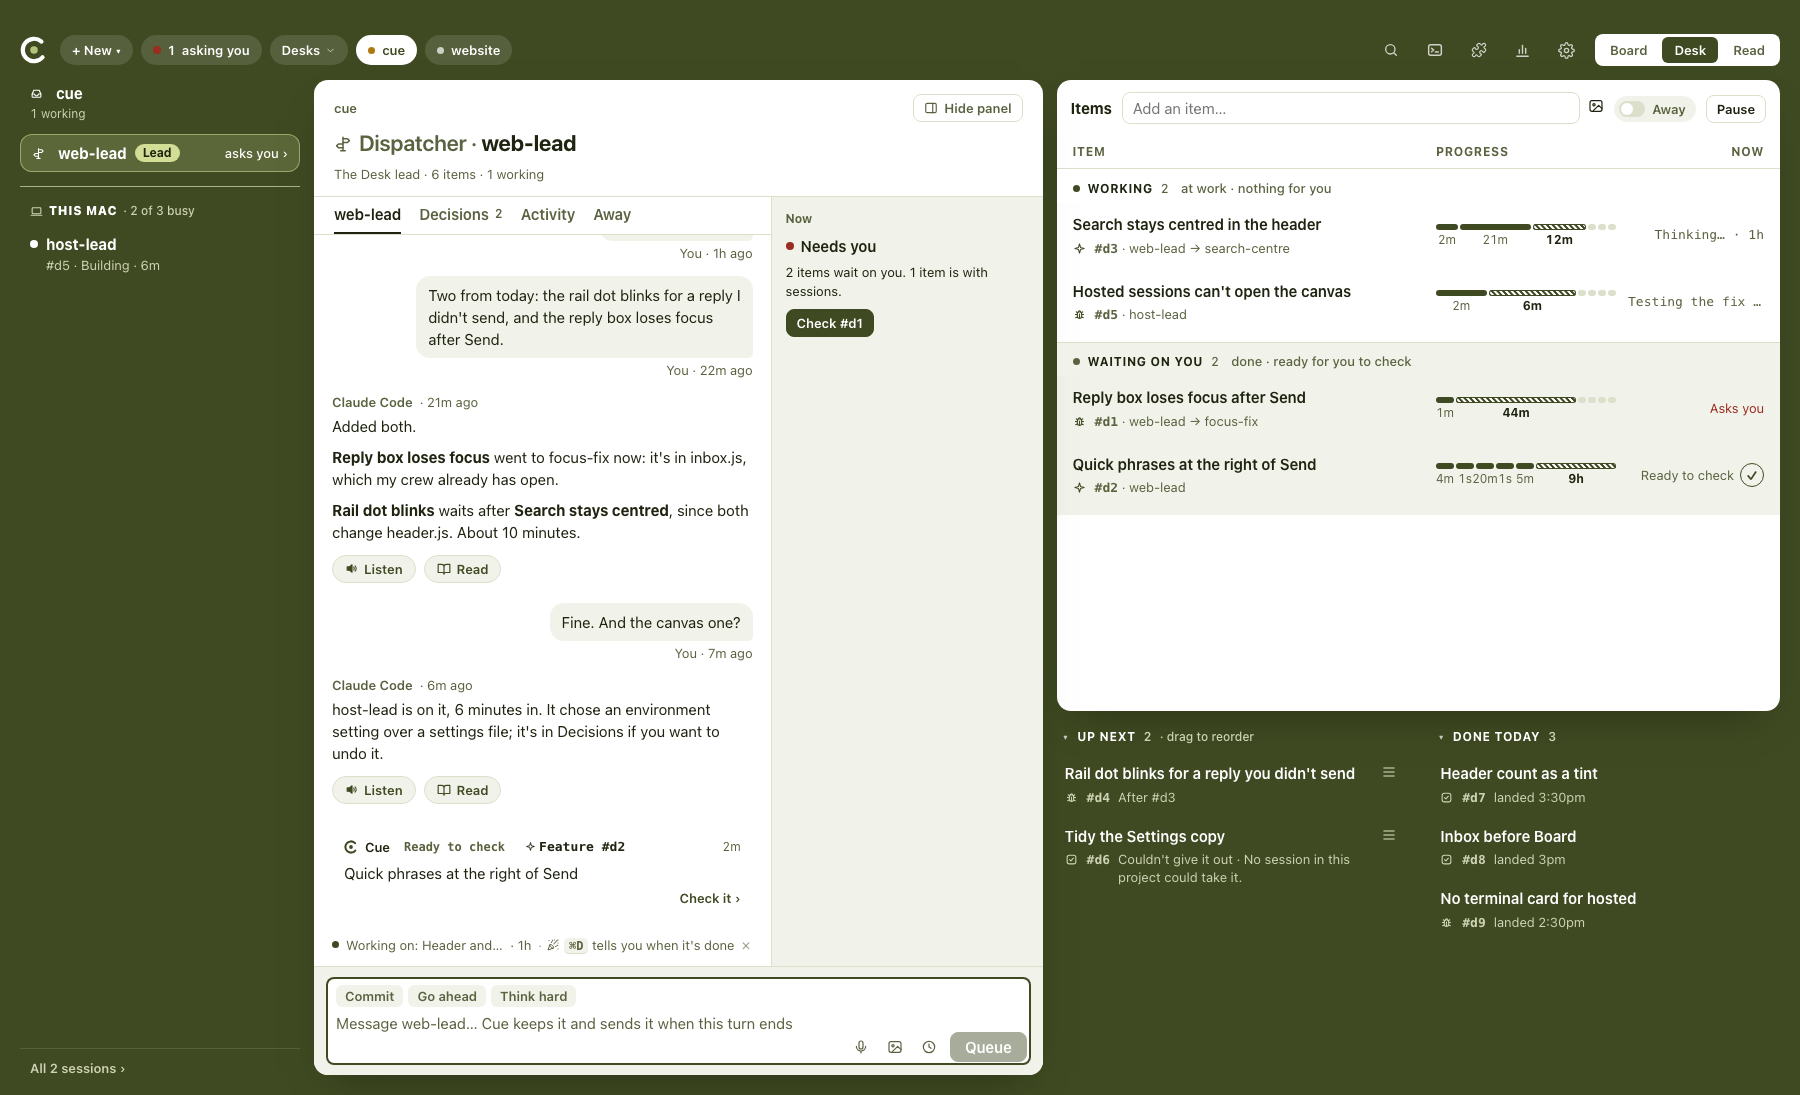 + New ▾
1 asking you
Desks
cue
website
Board
Desk
Read
cue
1 working
web-lead Lead asks you ›
THIS MAC · 2 of 3 busy
host-lead
#d5 · Building · 6m
All 2 sessions ›
cue
Hide panel
Dispatcher · web-lead
The Desk lead · 6 items · 1 working
web-lead Decisions 2 Activity Away
You · 1h ago
Two from today: the rail dot blinks for a reply I
didn't send, and the reply box loses focus
after Send.
You · 22m ago
Claude Code · 21m ago
Added both.
Reply box loses focus went to focus-fix now: it's in inbox.js,
which my crew already has open.
Rail dot blinks waits after Search stays centred, since both
change header.js. About 10 minutes.
Listen Read
Fine. And the canvas one?
You · 7m ago
Claude Code · 6m ago
host-lead is on it, 6 minutes in. It chose an environment
setting over a settings file; it's in Decisions if you want to
undo it.
Listen Read
Cue Ready to check Feature #d2 2m
Quick phrases at the right of Send
Check it ›
Working on: Header and... · 1h · ⌘D tells you when it's done ×
Commit Go ahead Think hard
Message web-lead... Cue keeps it and sends it when this turn ends
Queue
Now
Needs you
2 items wait on you. 1 item is with
sessions.
Check #d1
Items
Add an item...
Away
Pause
ITEM PROGRESS NOW
WORKING 2 at work · nothing for you
Search stays centred in the header
#d3 · web-lead → search-centre
2m 21m 12m
Thinking… · 1h
Hosted sessions can't open the canvas
#d5 · host-lead
2m 6m
Testing the fix …
WAITING ON YOU 2 done · ready for you to check
Reply box loses focus after Send
#d1 · web-lead → focus-fix
1m 44m
Asks you
Quick phrases at the right of Send
#d2 · web-lead
4m 1s20m1s 5m 9h
Ready to check
UP NEXT 2 · drag to reorder
Rail dot blinks for a reply you didn't send
#d4 After #d3
Tidy the Settings copy
#d6 Couldn't give it out · No session in this
project could take it.
DONE TODAY 3
Header count as a tint
#d7 landed 3:30pm
Inbox before Board
#d8 landed 3pm
No terminal card for hosted
#d9 landed 2:30pm